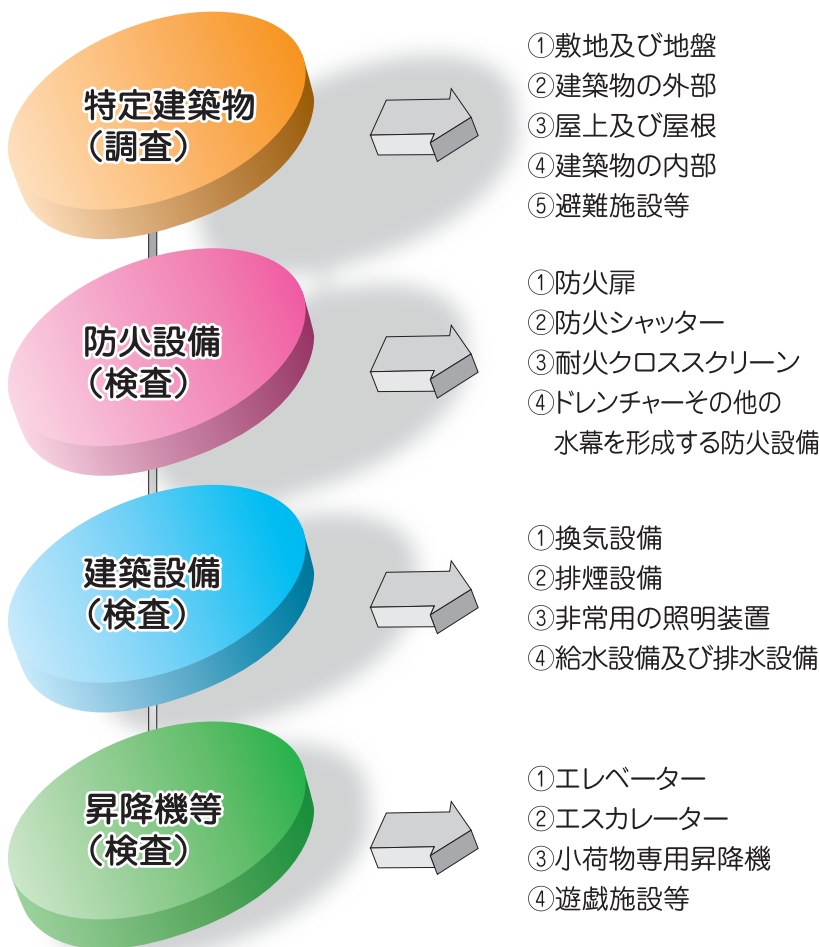 特定建築物
（調査）
①敷地及び地盤
②建築物の外部
③屋上及び屋根
④建築物の内部
⑤避難施設等
防火設備
（検査）
①防火扉
②防火シャッター
③耐火クロススクリーン
④ドレンチャーその他の
水幕を形成する防火設備
建築設備
（検査）
①換気設備
②排煙設備
③非常用の照明装置
④給水設備及び排水設備
昇降機等
（検査）
①エレベーター
②エスカレーター
③小荷物専用昇降機
④遊戯施設等